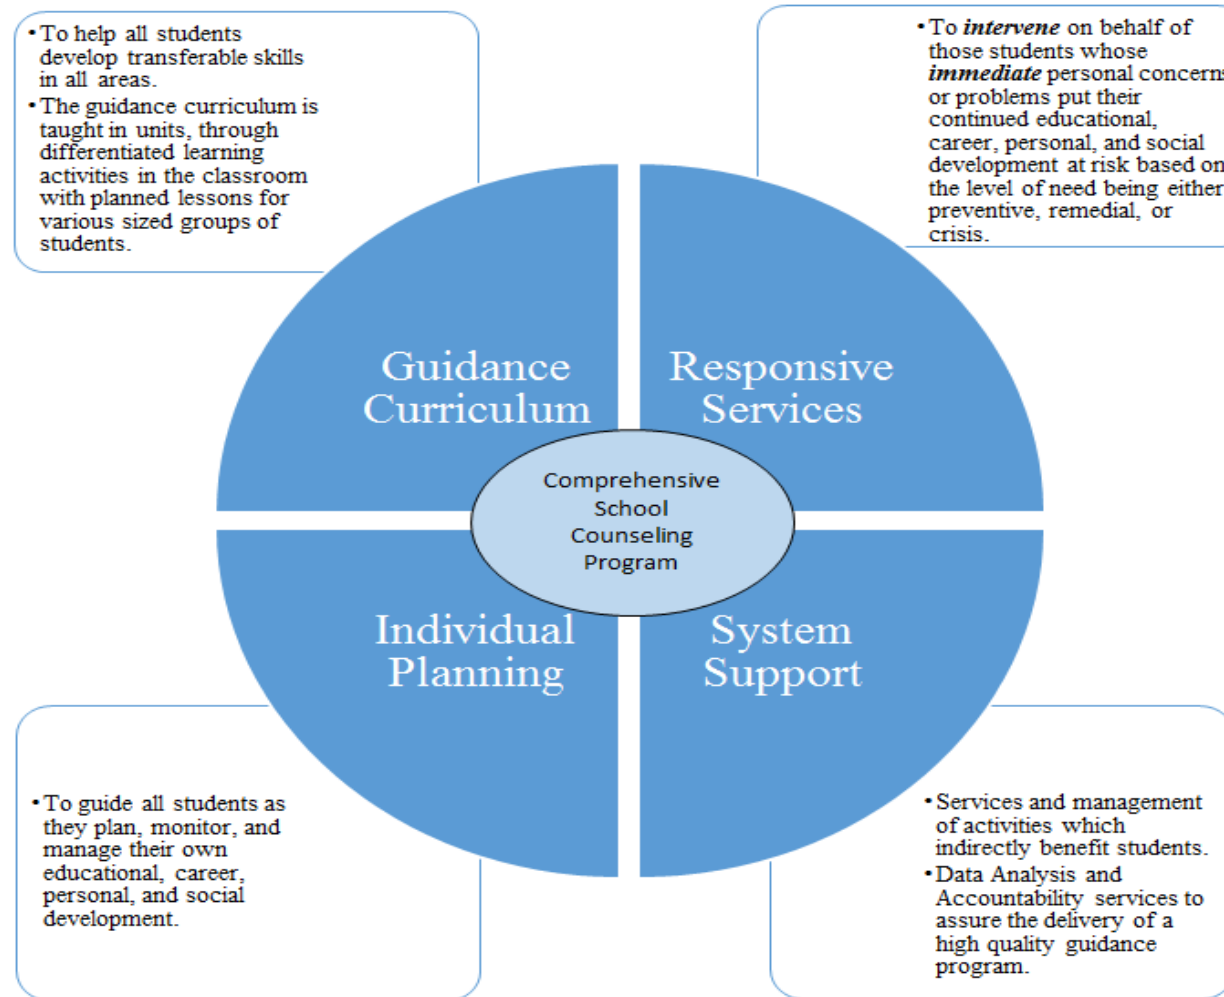 • To help all students
develop transferable skills
in all areas.
• The guidance curriculum is
taught in units, through
differentiated learning
activities in the classroom
with planned lessons for
various sized groups of
students.
• To intervene on behalf of
those students whose
immediate personal concerns
or problems put their
continued educational,
career, personal, and social
development at risk based on
the level of need being either
preventive, remedial, or
crisis.
Guidance
Curriculum
Responsive
Services
Comprehensive
School
Counseling
Program
Individual
Planning
System
Support
• To guide all students as
they plan, monitor, and
manage their own
educational, career,
personal, and social
development.
• Services and management
of activities which
indirectly benefit students.
• Data Analysis and
Accountability services to
assure the delivery of a
high quality guidance
program.